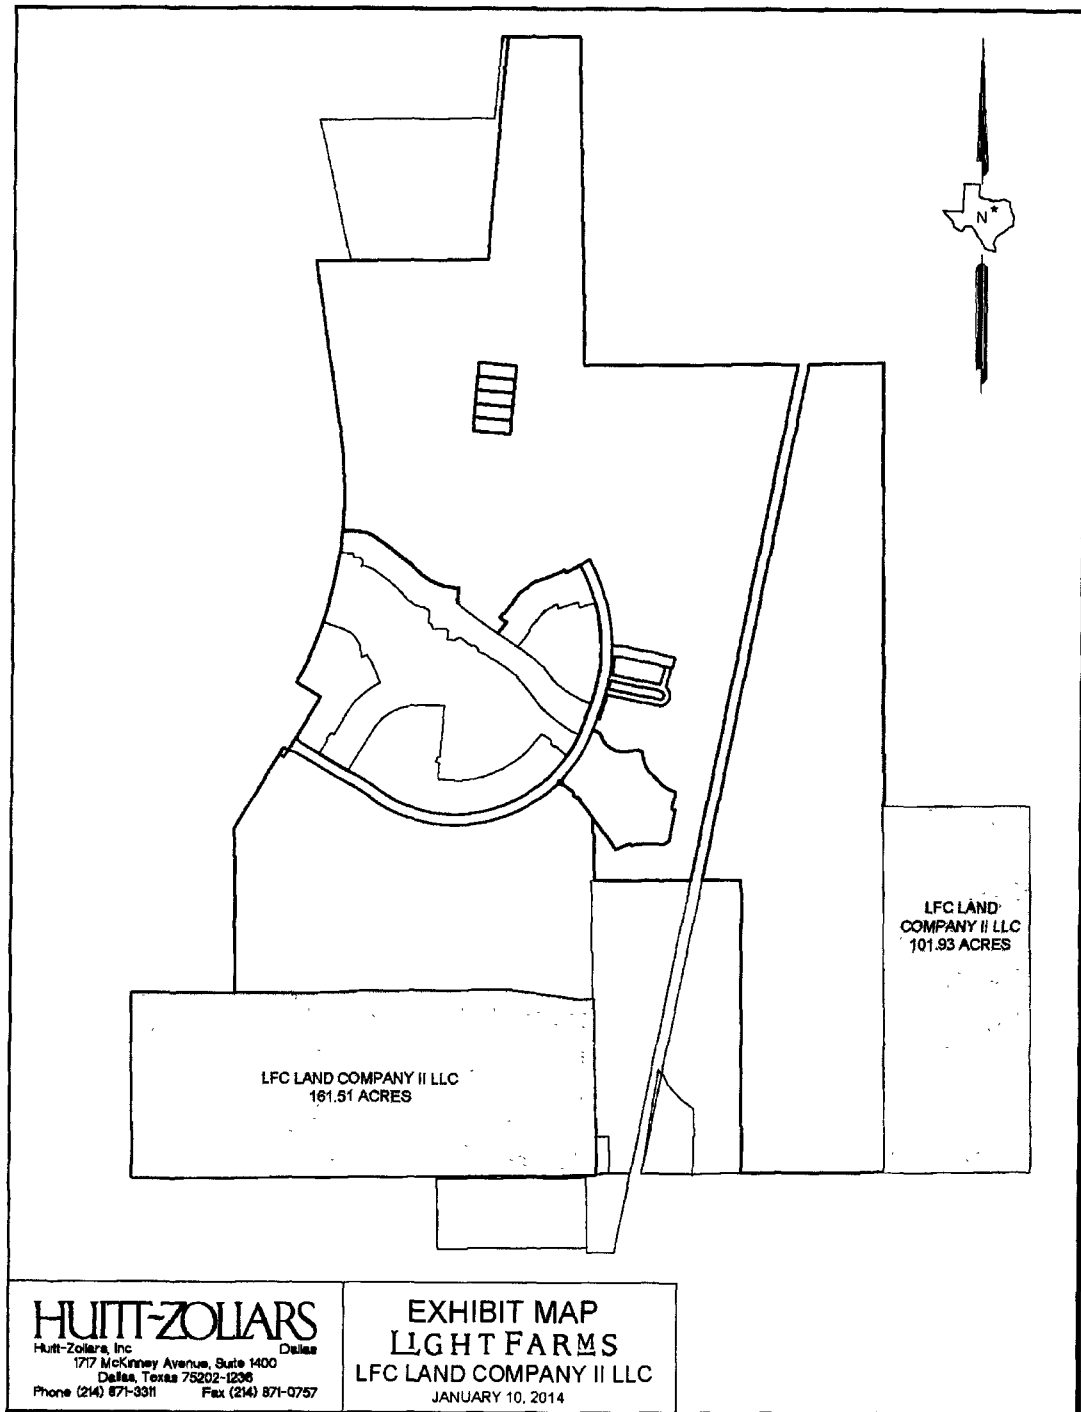 N
LFC LAND
COMPANY II LLC
101.93 ACRES
LFC LAND COMPANY II LLC
161.51 ACRES
HUITT-ZOLLARS
Huitt-Zollars, Inc Dallas
1717 McKinney Avenue, Suite 1400
Dallas, Texas 75202-1236
Phone (214) 871-3311 Fax (214) 871-0757
EXHIBIT MAP
LIGHT FARMS
LFC LAND COMPANY II LLC
JANUARY 10, 2014